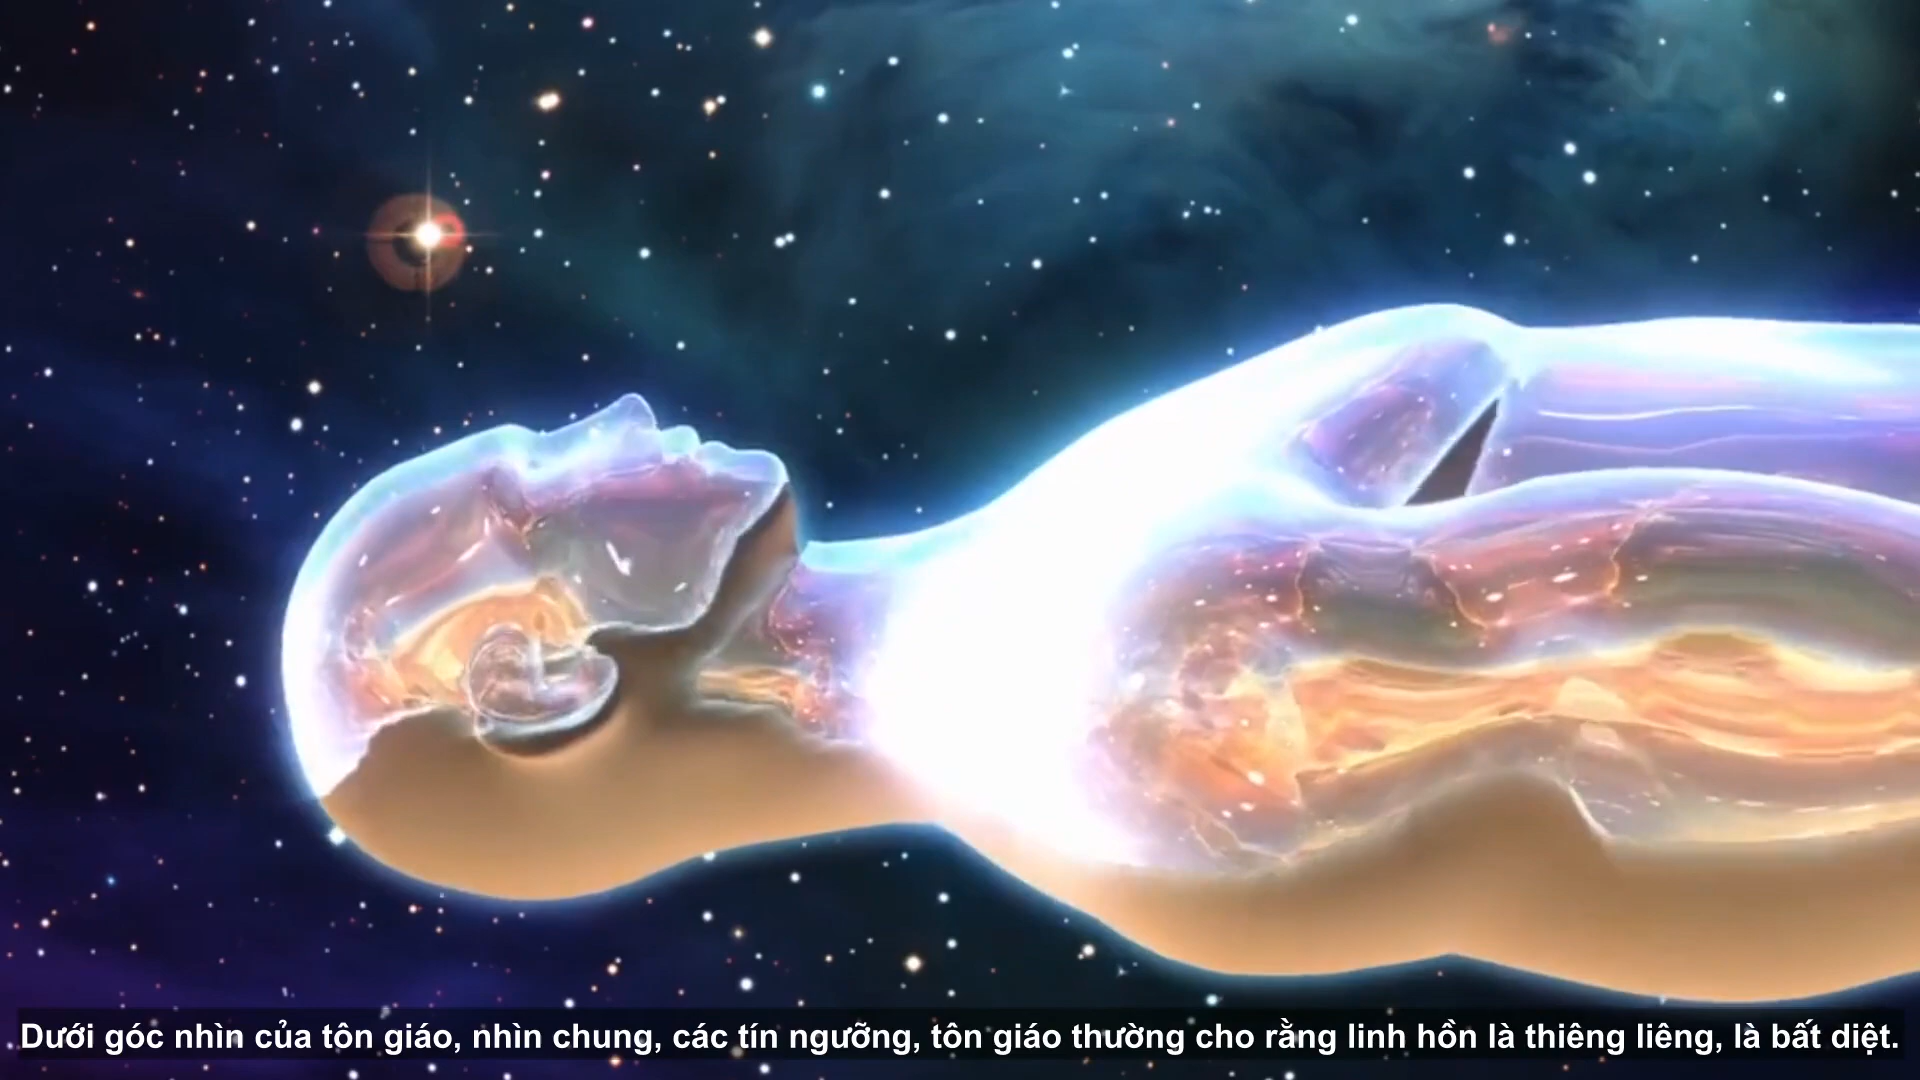 Dưới góc nhìn của tôn giáo, nhìn chung, các tín ngưỡng, tôn giáo thường cho rằng linh hồn là thiêng liêng, là bất diệt.